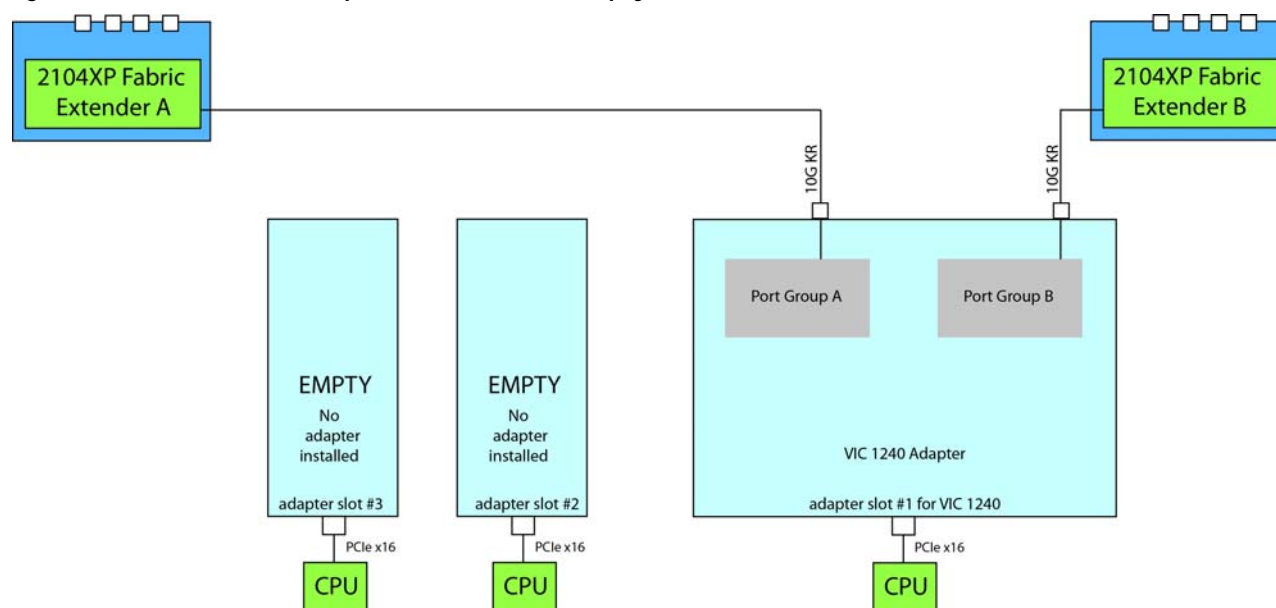 2104XP Fabric
Extender A
2104XP Fabric
Extender B
10G KR
10G KR
Port Group A
Port Group B
EMPTY
No
adapter
installed
adapter slot #3
EMPTY
No
adapter
installed
adapter slot #2
VIC 1240 Adapter
adapter slot #1 for VIC 1240
PCIe x16
PCIe x16
PCIe x16
CPU
CPU
CPU